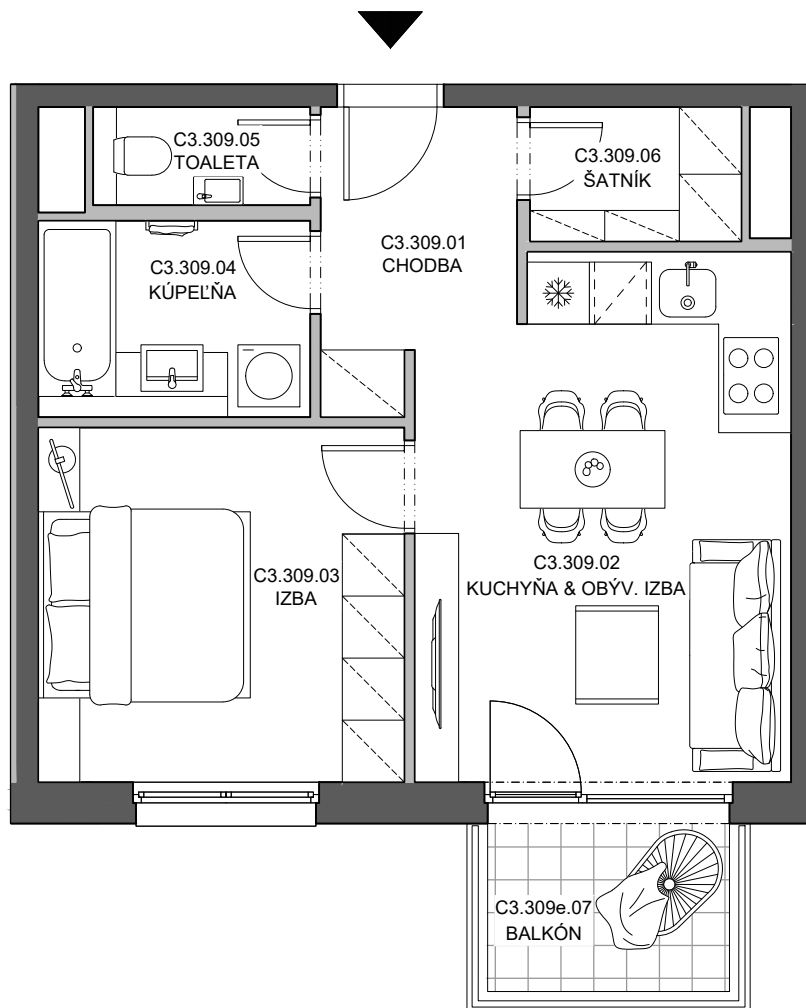 C3.309.05
TOALETA
C3.309.06
ŠATNÍK
C3.309.01
CHODBA
C3.309.04
KÚPEĽŇA
C3.309.03
IZBA
C3.309.02
KUCHYŇA & OBÝV. IZBA
C3.309e.07
BALKÓN